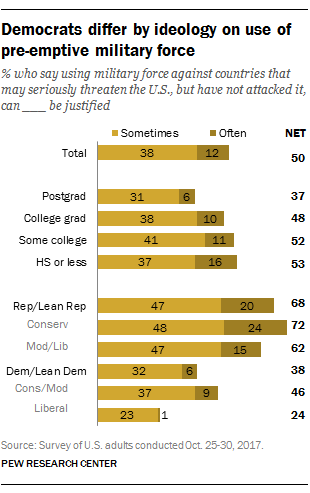 Democrats differ by ideology on use of
pre-emptive military force
% who say using military force against countries that
may seriously threaten the U.S., but have not attacked it,
can ___ be justified
Sometimes Often NET
Total 38 12 50
Postgrad 31 6 37
College grad 38 10 48
Some college 41 11 52
HS or less 37 16 53
Rep/Lean Rep 47 20 68
Conserv 48 24 72
Mod/Lib 47 15 62
Dem/Lean Dem 32 6 38
Cons/Mod 37 9 46
Liberal 23 1 24
Source: Survey of U.S. adults conducted Oct. 25-30, 2017.
PEW RESEARCH CENTER